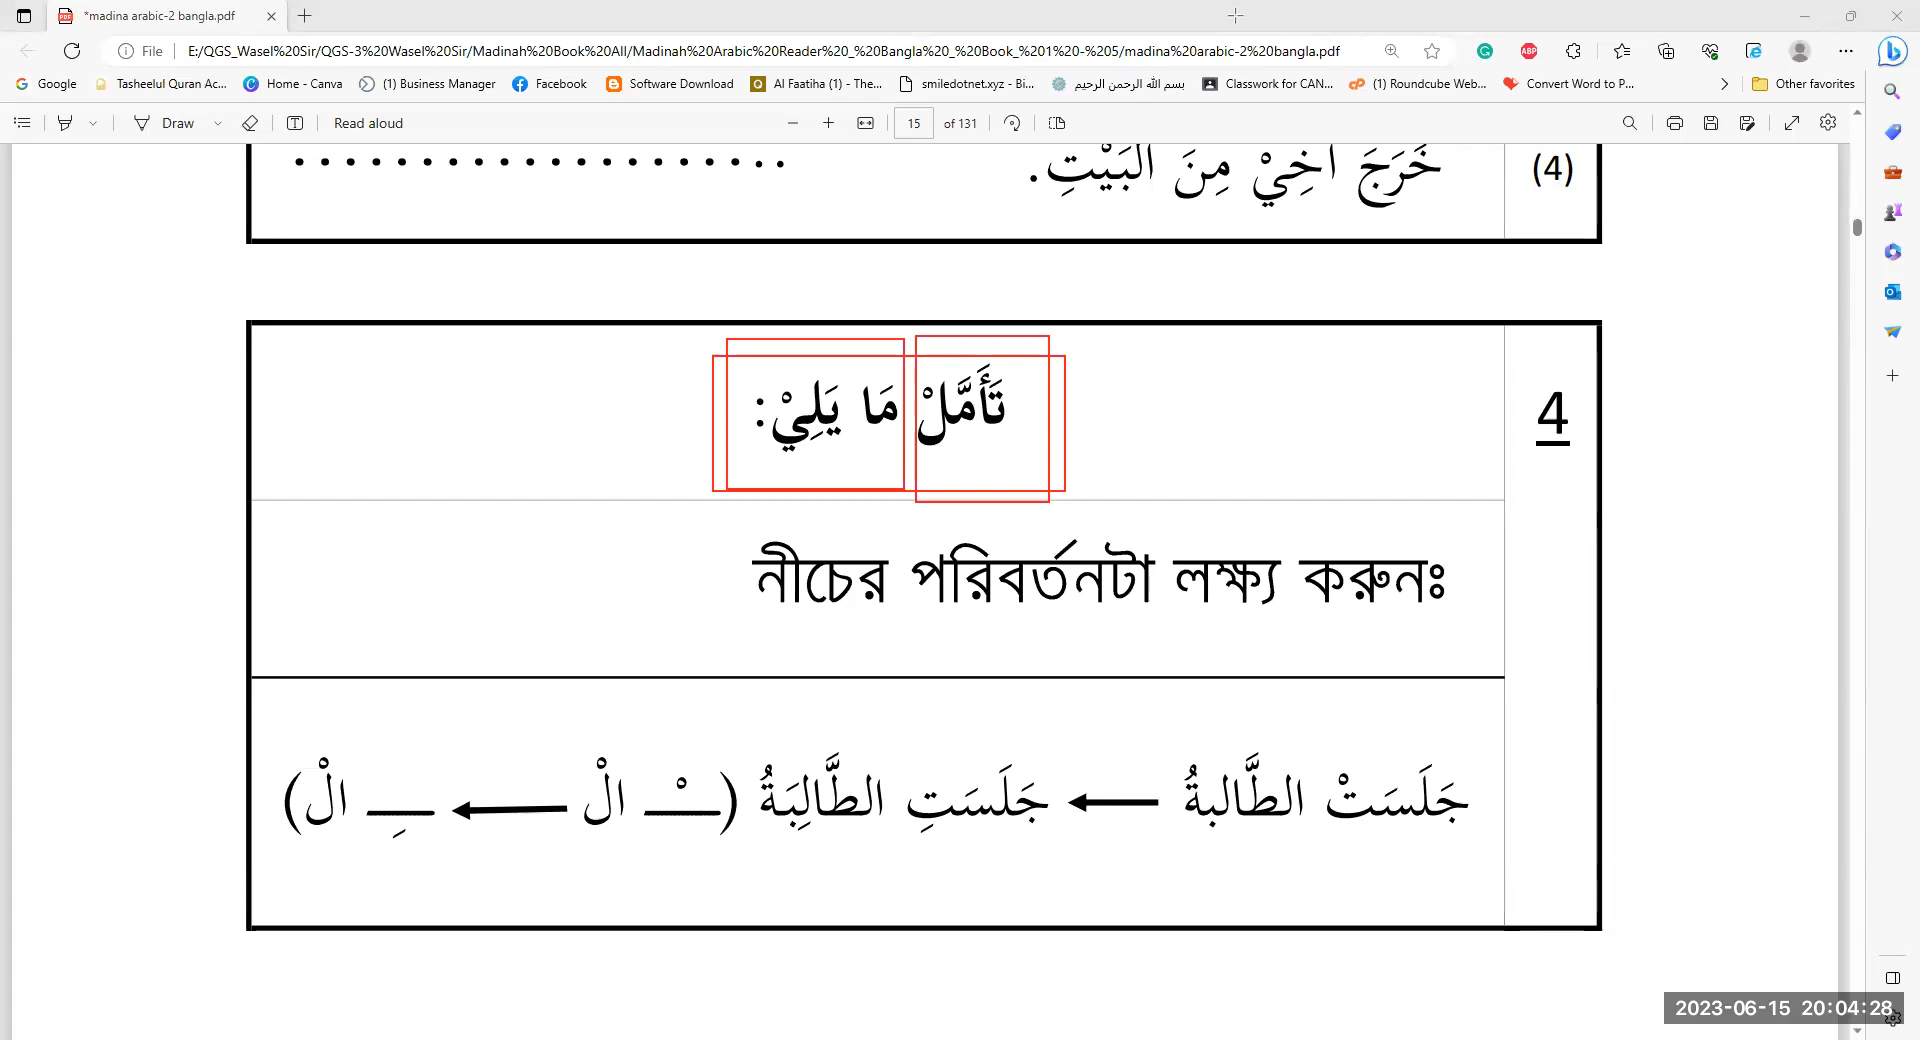 *madina arabic-2 bangla.pdf
File E:/QGS_Wasel%20Sir/QGS-3%20Wasel%20Sir/Madinah%20Book%20All/Madinah%20Arabic%20Reader%20_%20Bangla%20_%20Book_%201%20-%205/madina%20arabic-2%20bangla.pdf
Google Tasheelul Quran Ac... Home - Canva (1) Business Manager Facebook Software Download Al Faatiha (1) - The... smiledotnet.xyz - Bi... بسم الله الرحمن الرحيم Classwork for CAN... (1) Roundcube Web... Convert Word to P... Other favorites
Draw Read aloud 15 of 131
(4) خَرَجَ أَخِيْ مِنَ الْبَيْتِ. ....................
4 تَأَمَّلْ مَا يَلِيْ:
নীচের পরিবর্তনটা লক্ষ্য করুনঃ
جَلَسَتْ الطَّالبةُ ← جَلَسَتِ الطَّالِبَةُ (ـــْـ الْ ← ـــِـ الْ)
2023-06-15 20:04:28